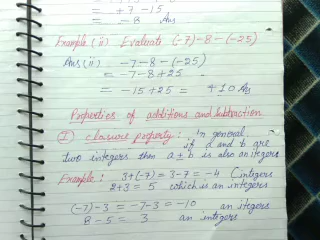 = +7-15
= -8 Ans
Example (ii) Evaluate (-7)-8-(-25)
Ans (ii) -7-8-(-25)
= -7-8+25
= -15+25 = +10 Ans
Properties of additions and subtraction
① closure property: In general,
if a and b are
two integers then a ± b is also an itegers
Example: 3+(-7) = 3-7 = -4 (integers
2+3 = 5 which is an integers
(-7)-3 = -7-3 = -10 an itegers
8-5 = 3 an integers